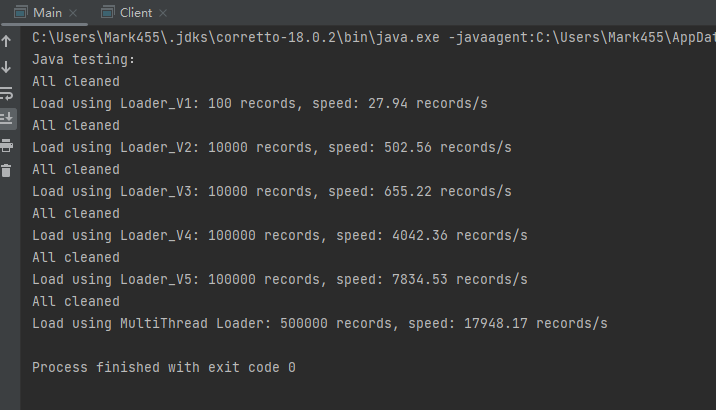 Main
Client
C:\Users\Mark455\.jdks\corretto-18.0.2\bin\java.exe -javaagent:C:\Users\Mark455\AppDat
Java testing:
All cleaned
Load using Loader_V1: 100 records, speed: 27.94 records/s
All cleaned
Load using Loader_V2: 10000 records, speed: 502.56 records/s
All cleaned
Load using Loader_V3: 10000 records, speed: 655.22 records/s
All cleaned
Load using Loader_V4: 100000 records, speed: 4042.36 records/s
All cleaned
Load using Loader_V5: 100000 records, speed: 7834.53 records/s
All cleaned
Load using MultiThread Loader: 500000 records, speed: 17948.17 records/s
Process finished with exit code 0